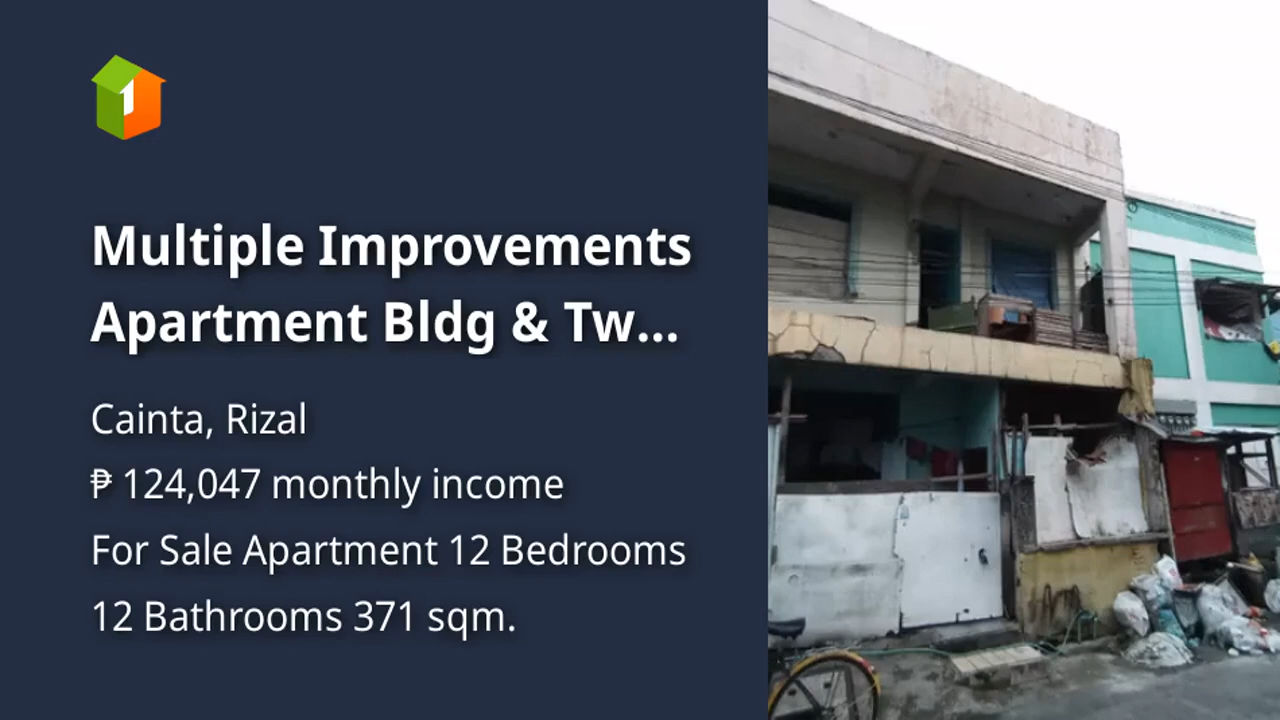 Multiple Improvements
Apartment Bldg & Tw...
Cainta, Rizal
₱ 124,047 monthly income
For Sale Apartment 12 Bedrooms
12 Bathrooms 371 sqm.